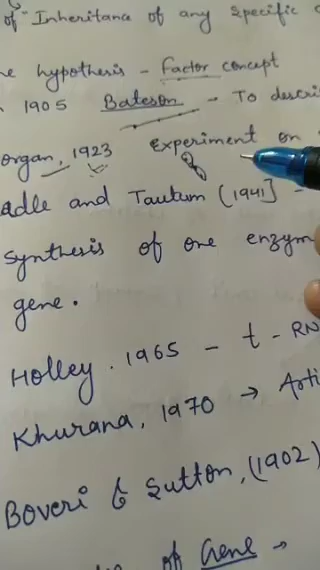 of Inheritance of any specific
hypothesis - Factor concept
1905 Bateson - To descri
organ, 1923 Experiment on
adle and Tautum (1941] -
Synthesis of one enzym
gene.
Holley. 1965 - t - RN
Khurana, 1970 → Arti
Boveri & Sutton, (1902)
of Gene →